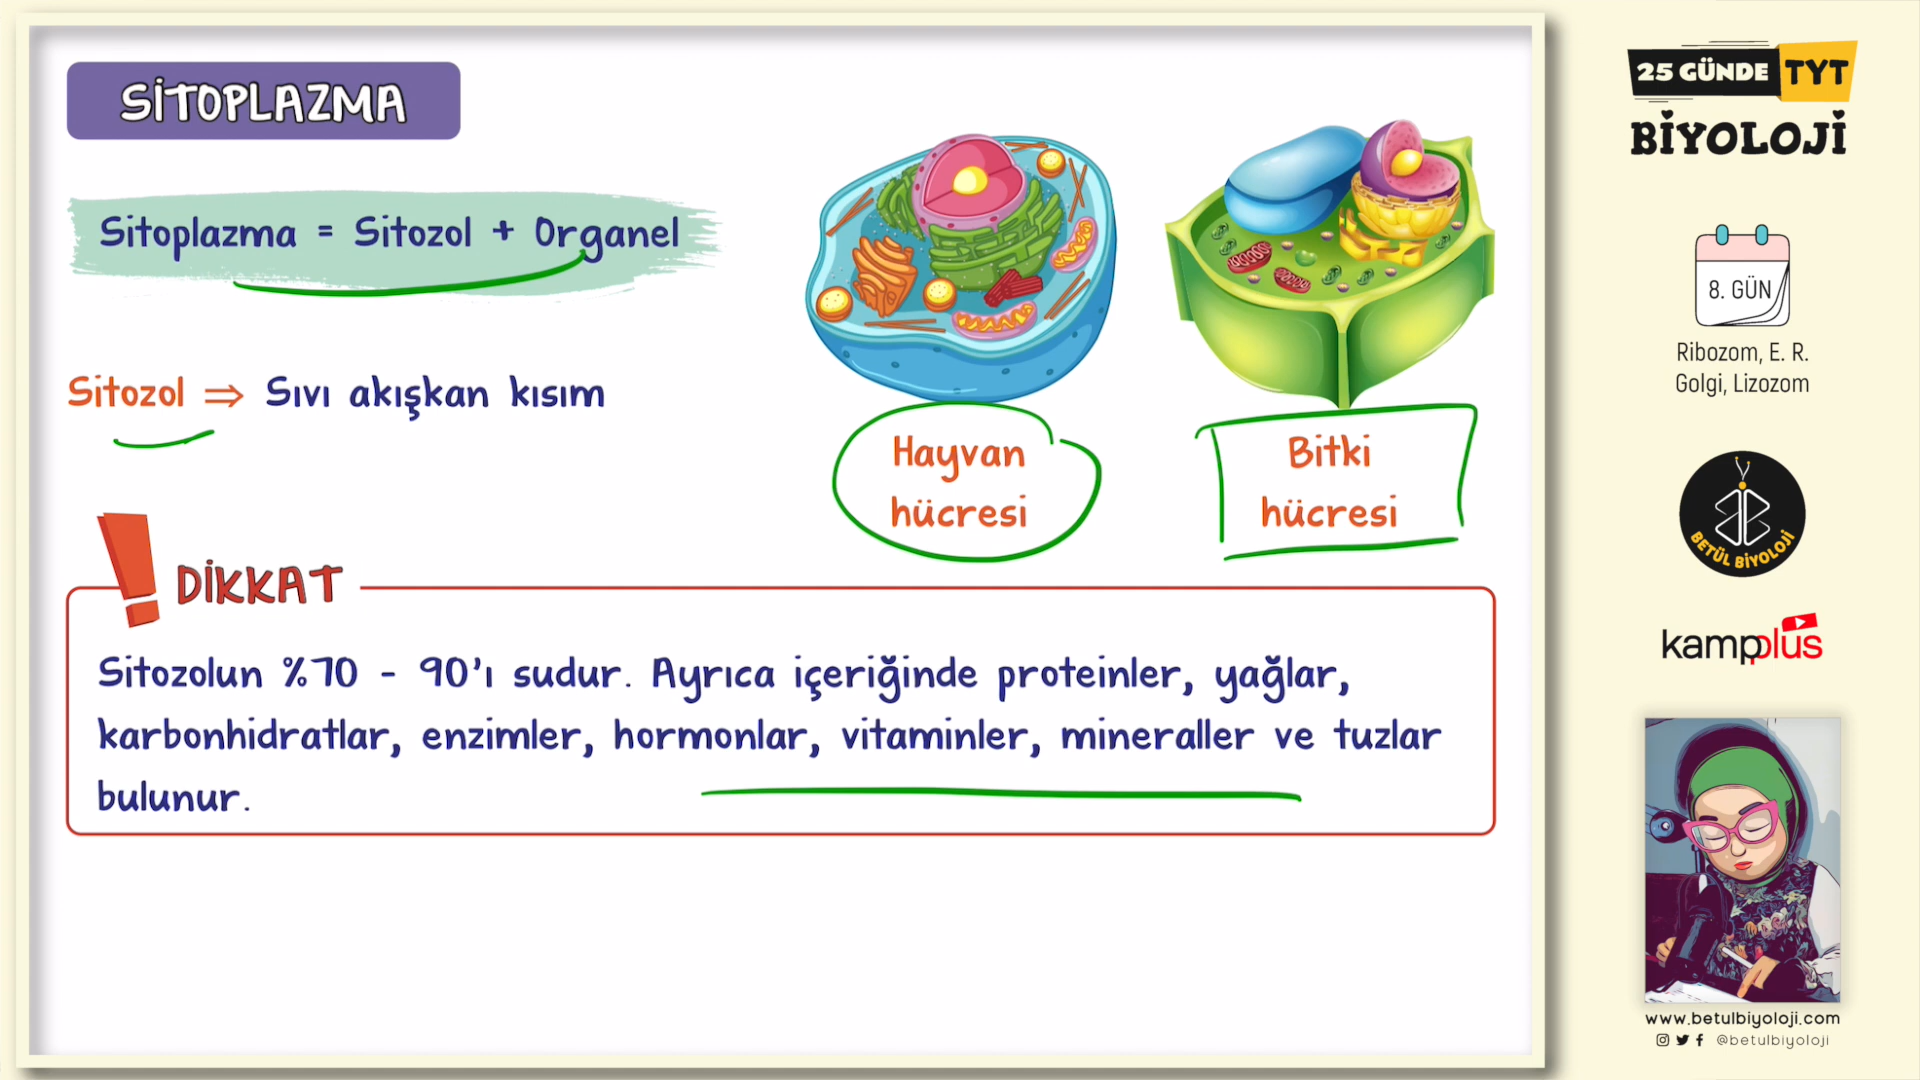 SİTOPLAZMA
Sitoplazma = Sitozol + Organel
Sitozol ⇒ Sıvı akışkan kısım
Hayvan
hücresi
Bitki
hücresi
DİKKAT
Sitozolun %70 - 90'ı sudur. Ayrıca içeriğinde proteinler, yağlar,
karbonhidratlar, enzimler, hormonlar, vitaminler, mineraller ve tuzlar
bulunur.
25 GÜNDE TYT
BİYOLOJİ
8. GÜN
Ribozom, E. R.
Golgi, Lizozom
BETÜL BİYOLOJİ
kampplus
www.betulbiyoloji.com
@betulbiyoloji